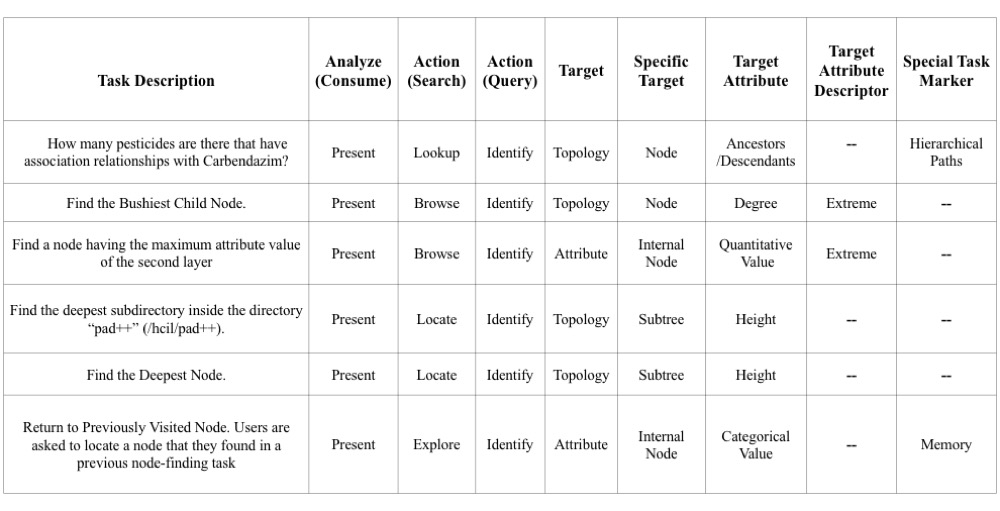 Task Description
Analyze
(Consume)
Action
(Search)
Action
(Query)
Target
Specific
Target
Target
Attribute
Target
Attribute
Descriptor
Special Task
Marker
How many pesticides are there that have
association relationships with Carbendazim?
Present
Lookup
Identify
Topology
Node
Ancestors
/Descendants
--
Hierarchical
Paths
Find the Bushiest Child Node.
Present
Browse
Identify
Topology
Node
Degree
Extreme
--
Find a node having the maximum attribute value
of the second layer
Present
Browse
Identify
Attribute
Internal
Node
Quantitative
Value
Extreme
--
Find the deepest subdirectory inside the directory
“pad++” (/hcil/pad++).
Present
Locate
Identify
Topology
Subtree
Height
--
--
Find the Deepest Node.
Present
Locate
Identify
Topology
Subtree
Height
--
--
Return to Previously Visited Node. Users are
asked to locate a node that they found in a
previous node-finding task
Present
Explore
Identify
Attribute
Internal
Node
Categorical
Value
--
Memory